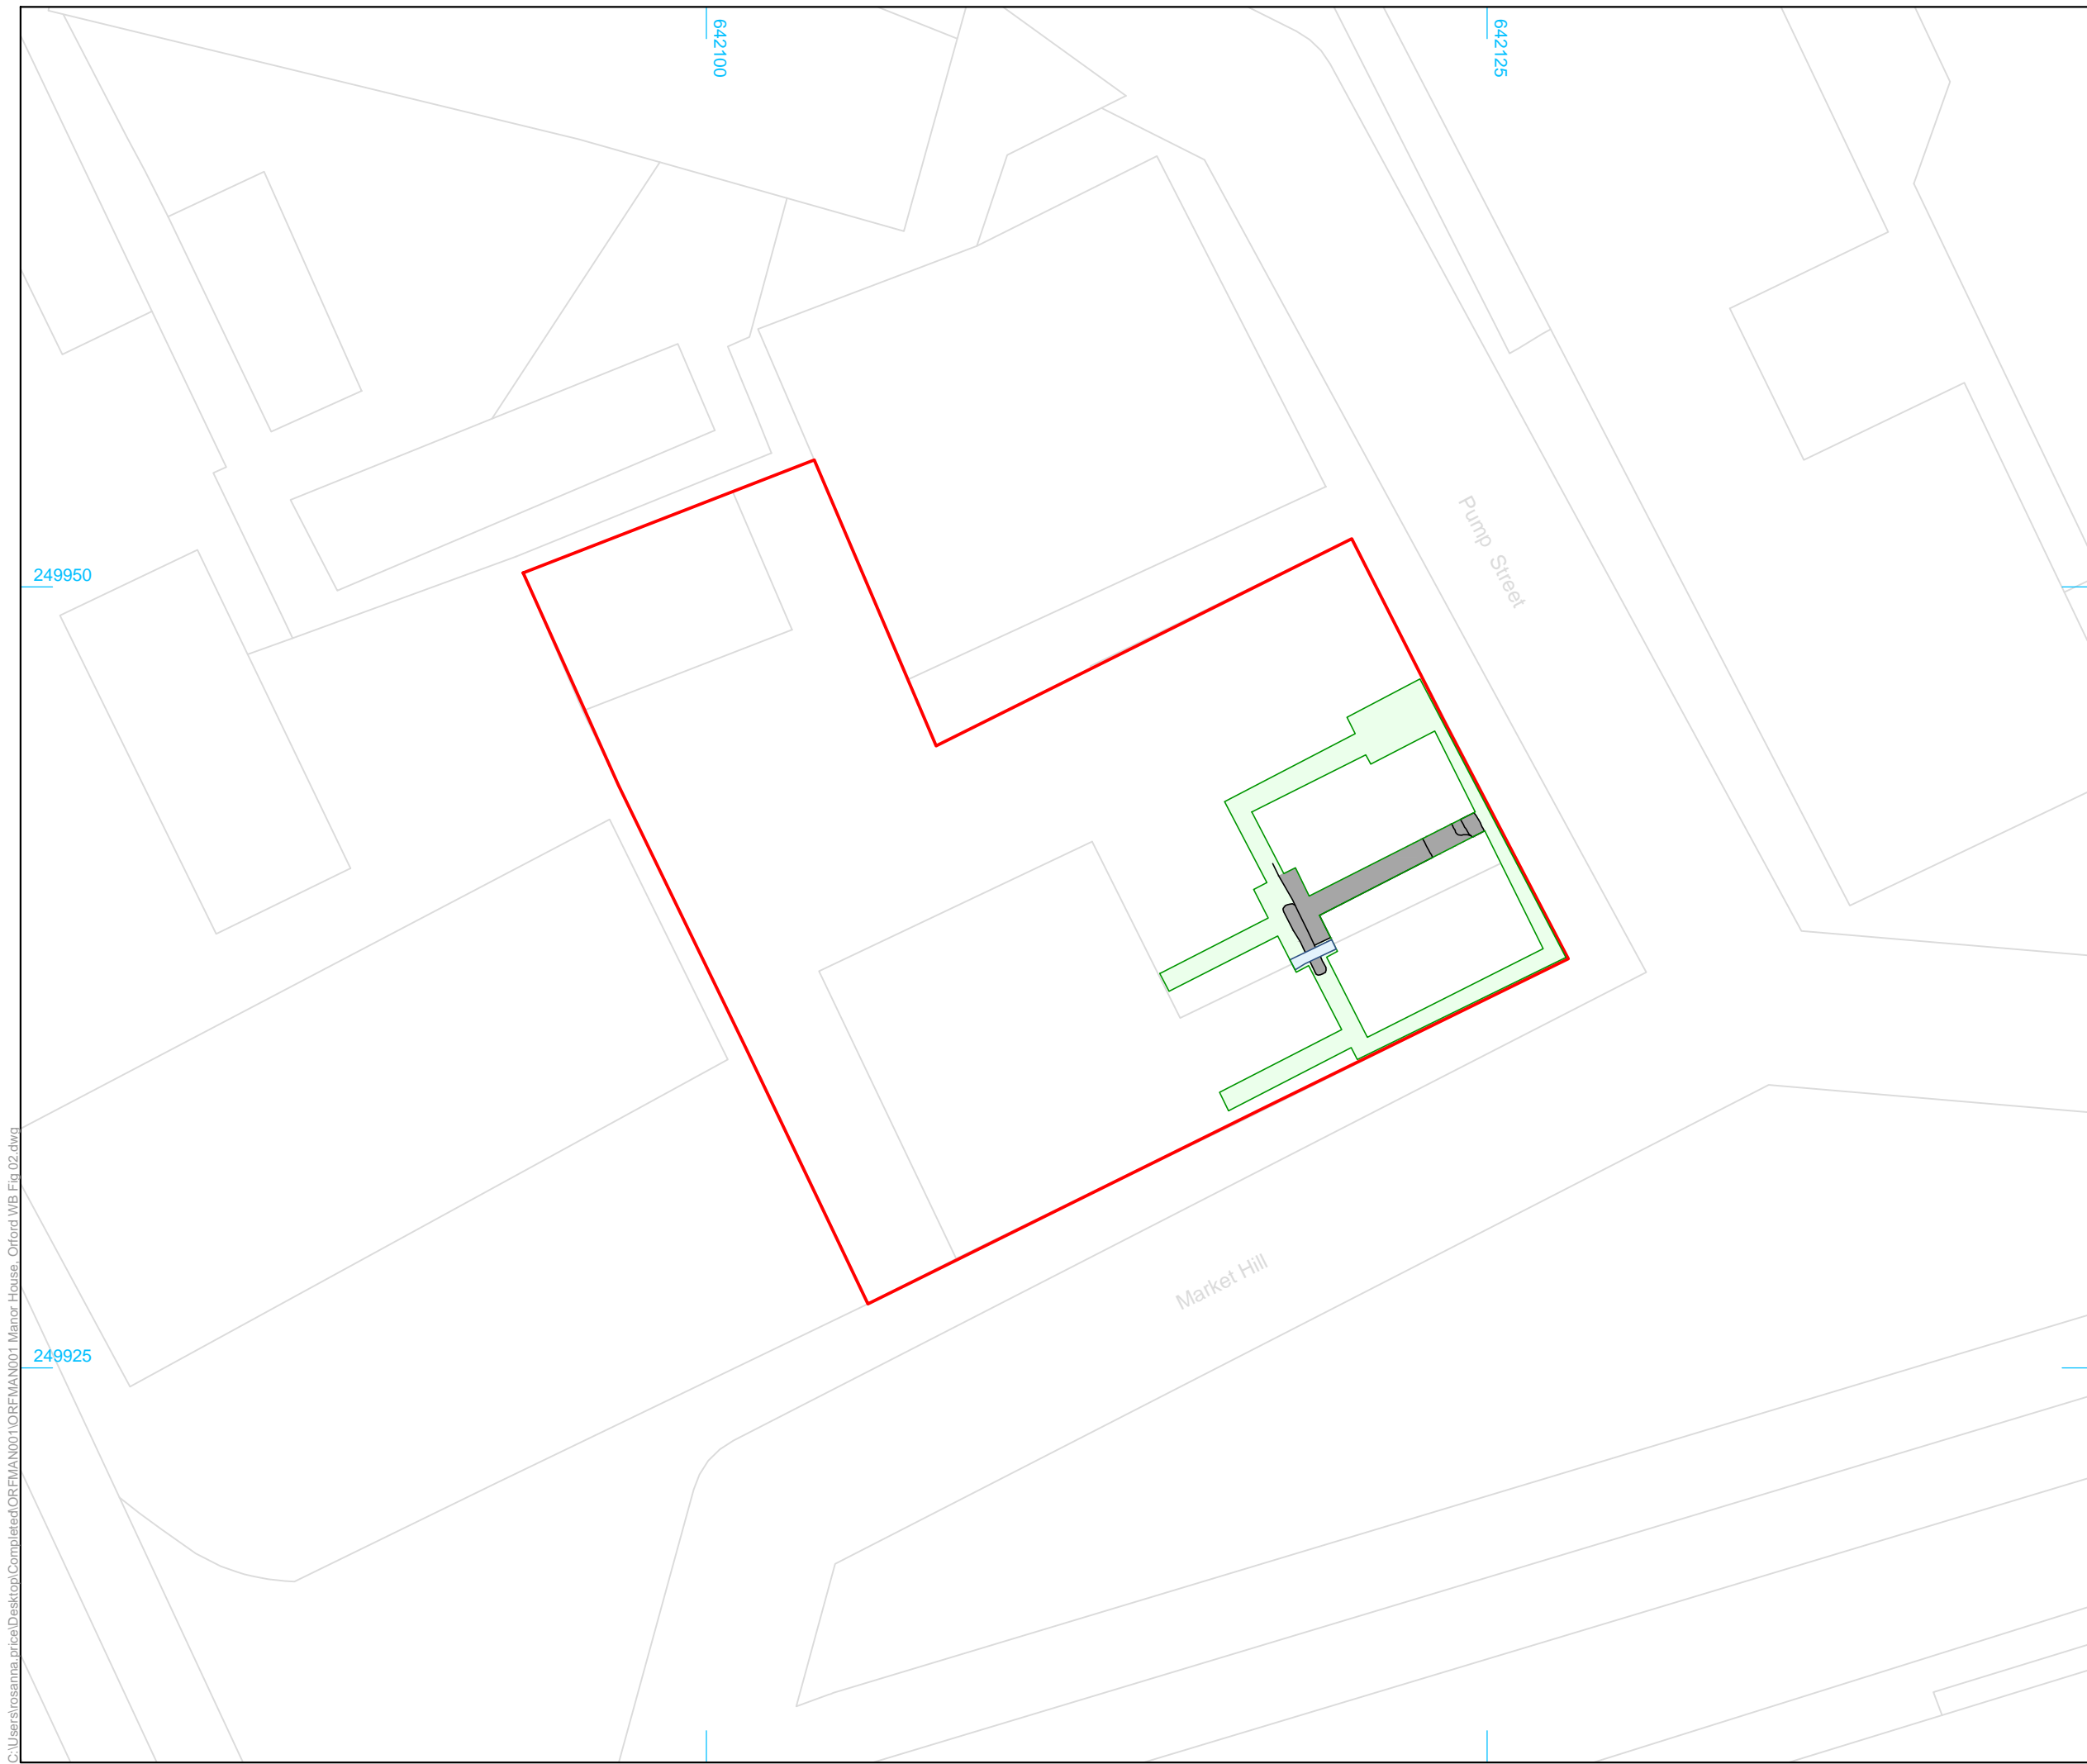 642100
642125
Pump Street
249950
Market Hill
249925
C:\Users\rosanna.price\Desktop\Completed\ORFMAN001\ORFMAN001 Manor House, Orford WB Fig 02.dwg